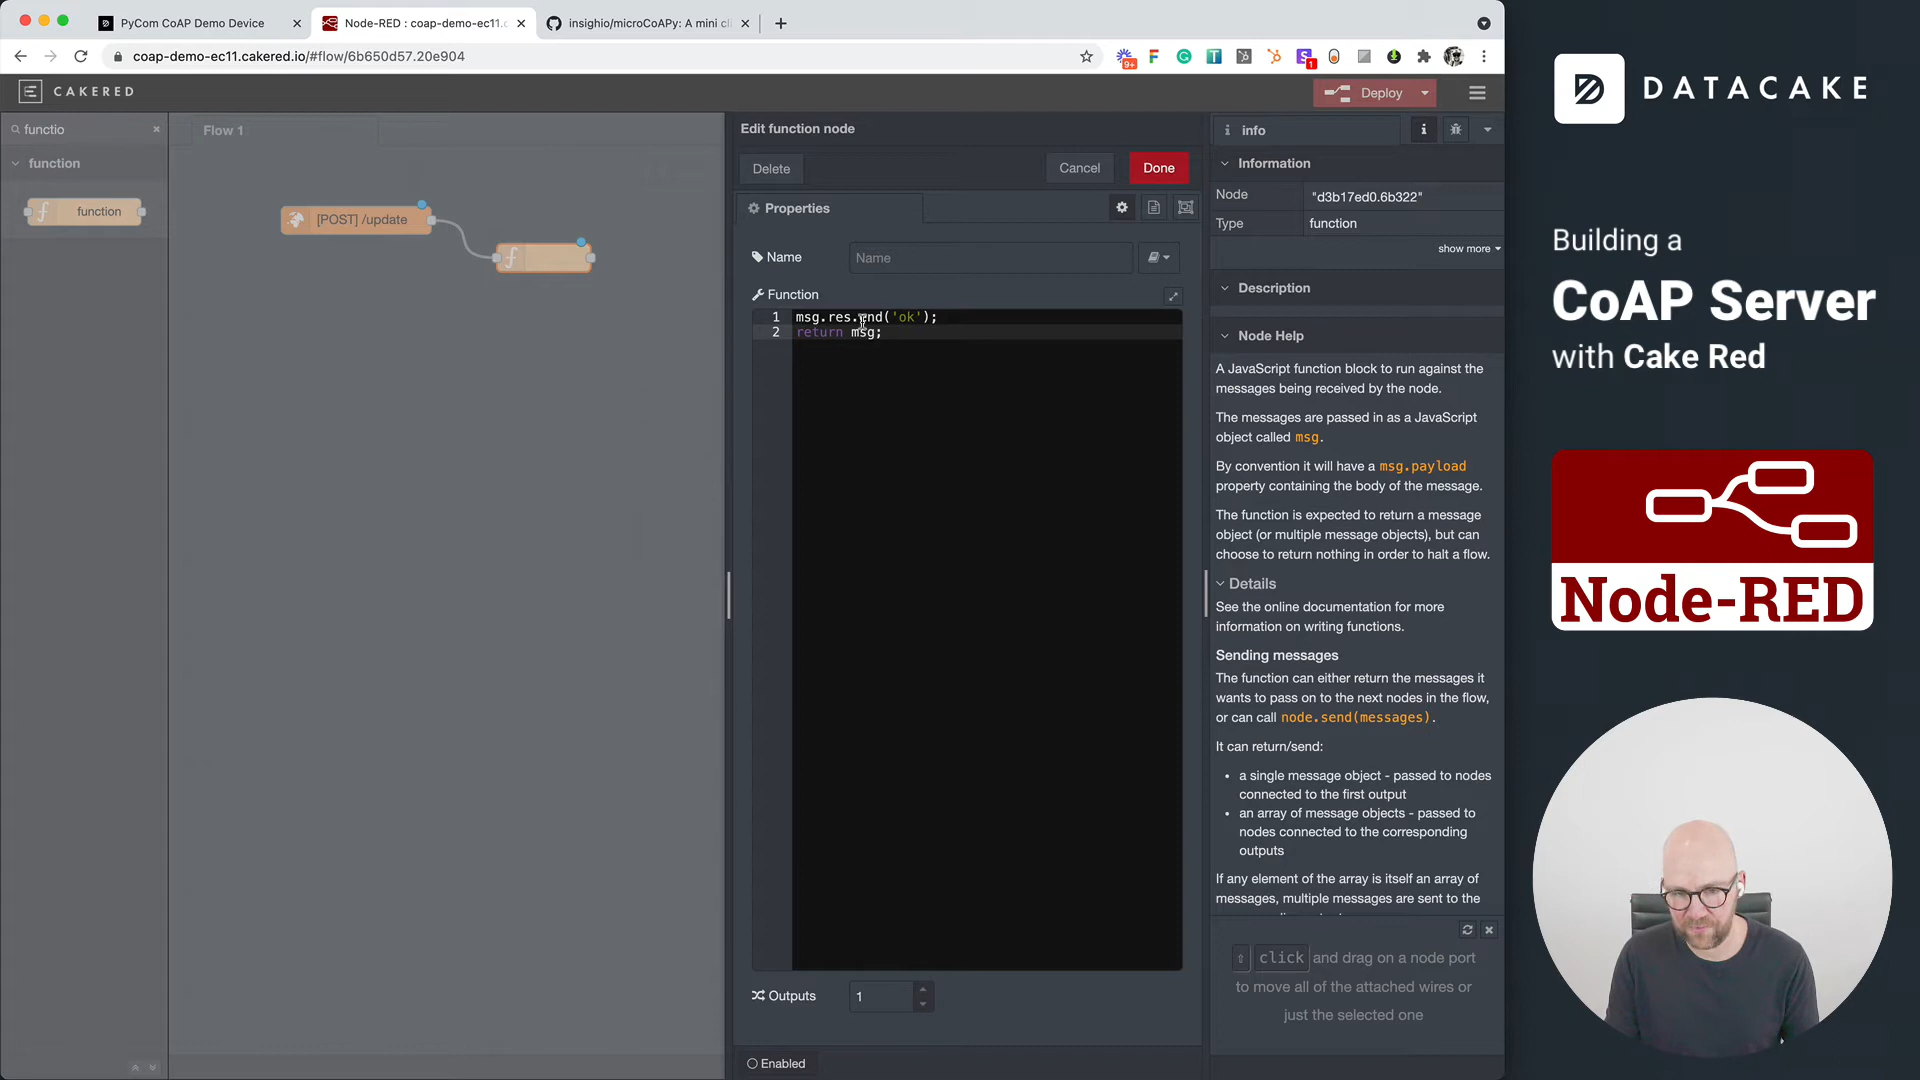 PyCom CoAP Demo Device
Node-RED : coap-demo-ec11.c
insighio/microCoAPy: A mini cl
coap-demo-ec11.cakered.io/#flow/6b650d57.20e904
9+
F
T
S
1
CAKERED
Deploy
functio
function
function
Flow 1
[POST] /update
Edit function node
Delete
Cancel
Done
Properties
Name
Name
Function
1 msg.res.end('ok');
2 return msg;
Outputs
1
Enabled
info
Information
Node "d3b17ed0.6b322"
Type function
show more
Description
Node Help
A JavaScript function block to run against the
messages being received by the node.
The messages are passed in as a JavaScript
object called msg.
By convention it will have a msg.payload
property containing the body of the message.
The function is expected to return a message
object (or multiple message objects), but can
choose to return nothing in order to halt a flow.
Details
See the online documentation for more
information on writing functions.
Sending messages
The function can either return the messages it
wants to pass on to the next nodes in the flow,
or can call node.send(messages).
It can return/send:
• a single message object - passed to nodes
connected to the first output
• an array of message objects - passed to
nodes connected to the corresponding
outputs
If any element of the array is itself an array of
messages, multiple messages are sent to the
⇧ click and drag on a node port
to move all of the attached wires or
just the selected one
DATACAKE
Building a
CoAP Server
with Cake Red
Node-RED